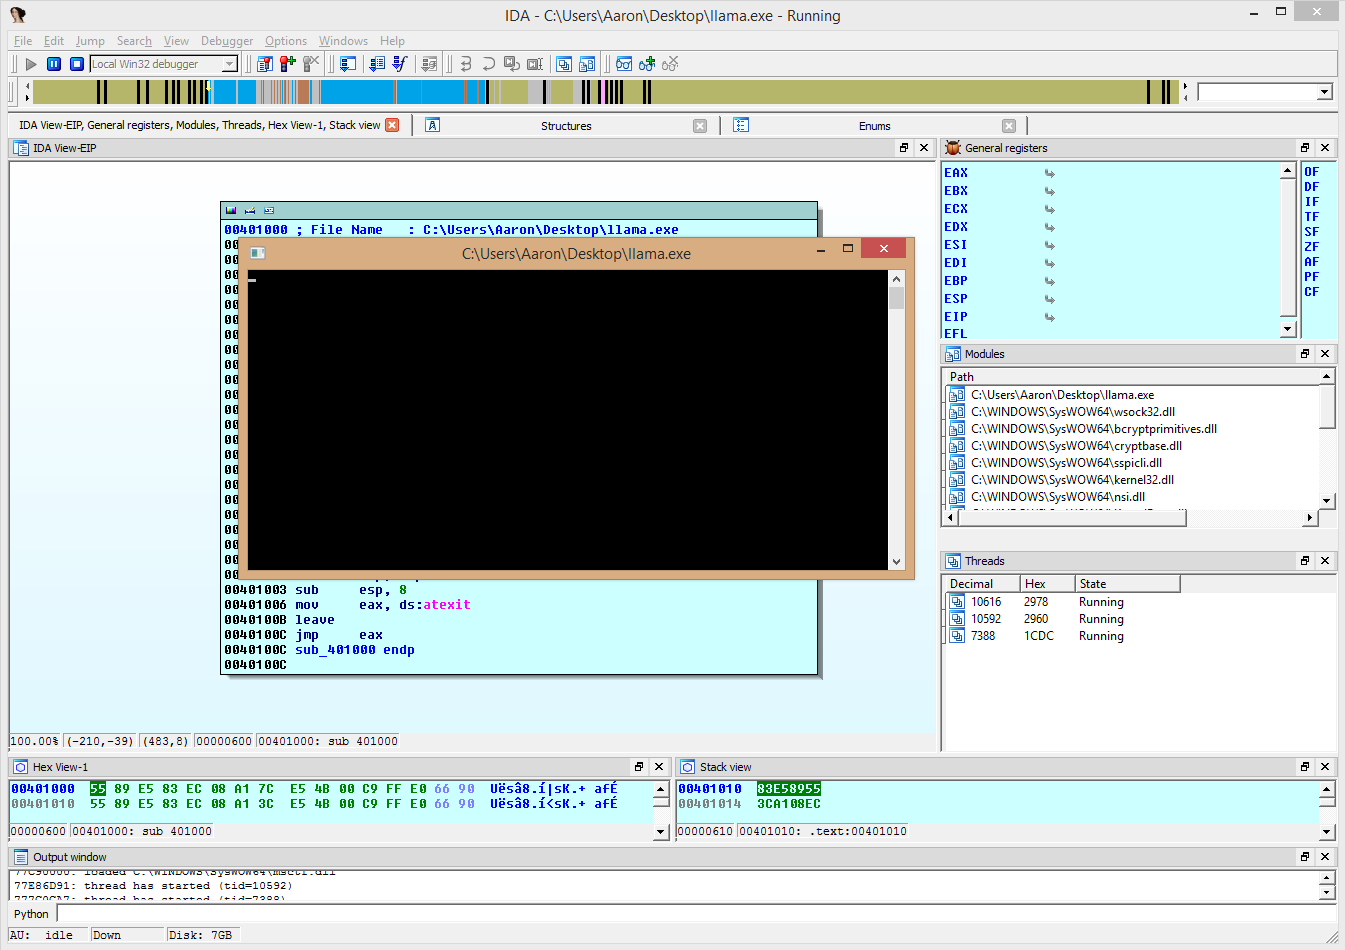 IDA - C:\Users\Aaron\Desktop\llama.exe - Running
File Edit Jump Search View Debugger Options Windows Help
Local Win32 debugger
IDA View-EIP, General registers, Modules, Threads, Hex View-1, Stack view
Structures
Enums
IDA View-EIP
00401000 ; File Name : C:\Users\Aaron\Desktop\llama.exe
C:\Users\Aaron\Desktop\llama.exe
00401003 sub esp, 8
00401006 mov eax, ds:atexit
0040100B leave
0040100C jmp eax
0040100C sub_401000 endp
0040100C
100.00% (-210,-39) (483,8) 00000600 00401000: sub 401000
General registers
EAX
EBX
ECX
EDX
ESI
EDI
EBP
ESP
EIP
EFL
OF
DF
IF
TF
SF
ZF
AF
PF
CF
Modules
Path
C:\Users\Aaron\Desktop\llama.exe
C:\WINDOWS\SysWOW64\wsock32.dll
C:\WINDOWS\SysWOW64\bcryptprimitives.dll
C:\WINDOWS\SysWOW64\cryptbase.dll
C:\WINDOWS\SysWOW64\sspicli.dll
C:\WINDOWS\SysWOW64\kernel32.dll
C:\WINDOWS\SysWOW64\nsi.dll
Threads
Decimal Hex State
10616 2978 Running
10592 2960 Running
7388 1CDC Running
Hex View-1
00401000 55 89 E5 83 EC 08 A1 7C E5 4B 00 C9 FF E0 66 90 Uësâ8.í|sK.+ afÉ
00401010 55 89 E5 83 EC 08 A1 3C E5 4B 00 C9 FF E0 66 90 Uësâ8.í<sK.+ afÉ
00000600 00401000: sub 401000
Stack view
00401010 83E58955
00401014 3CA108EC
00000610 00401010: .text:00401010
Output window
77C90000: loaded C:\WINDOWS\SysWOW64\msctf.dll
77E86D91: thread has started (tid=10592)
777C0CA7: thread has started (tid=7388)
Python
AU: idle Down Disk: 7GB